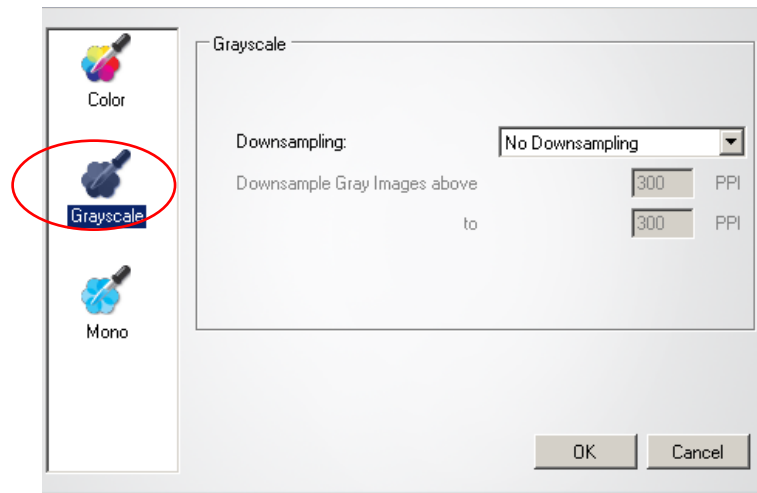 Color
Grayscale
Mono
Grayscale
Downsampling: No Downsampling
Downsample Gray Images above 300 PPI
to 300 PPI
OK Cancel